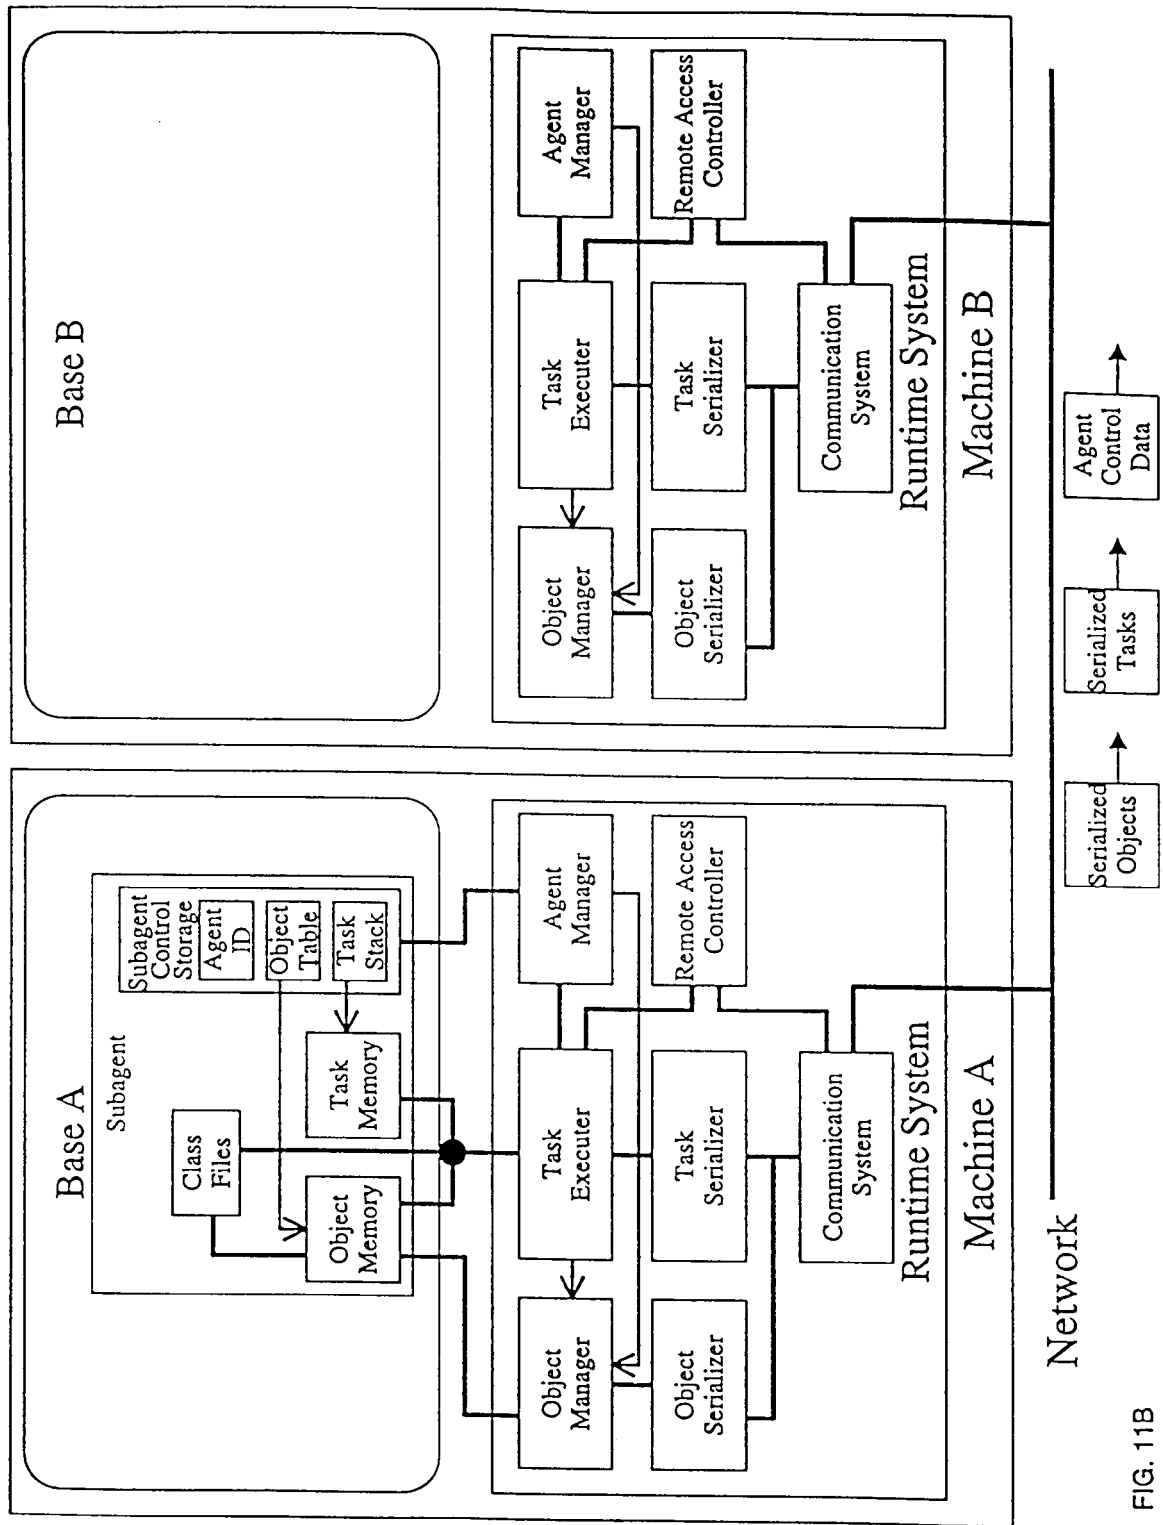 Base A
Subagent
Class
Files
Subagent
Control
Storage
Agent
ID
Object
Table
Task
Stack
Object
Memory
Task
Memory
Object
Manager
Task
Executer
Agent
Manager
Object
Serializer
Task
Serializer
Remote Access
Controller
Communication
System
Runtime System
Machine A
Base B
Object
Manager
Task
Executer
Agent
Manager
Object
Serializer
Task
Serializer
Remote Access
Controller
Communication
System
Runtime System
Machine B
Network
Serialized
Objects
Serialized
Tasks
Agent
Control
Data
FIG. 11B